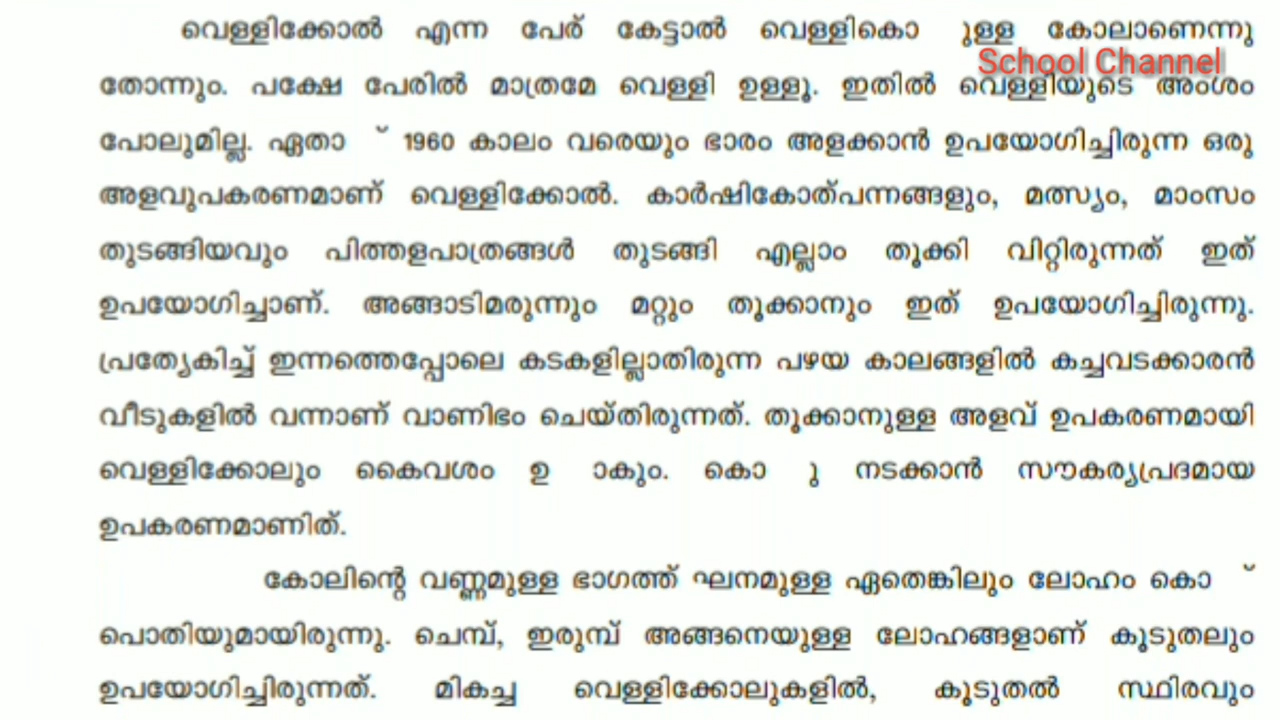 വെള്ളിക്കോൽ എന്ന പേര് കേട്ടാൽ വെള്ളികൊ ുള്ള കോലാണെന്നു
School Channel
തോന്നും. പക്ഷേ പേരിൽ മാത്രമേ വെള്ളി ഉള്ളൂ. ഇതിൽ വെള്ളിയുടെ അംശം
പോലുമില്ല. ഏതാ ് 1960 കാലം വരെയും ഭാരം അളക്കാൻ ഉപയോഗിച്ചിരുന്ന ഒരു
അളവുപകരണമാണ് വെള്ളിക്കോൽ. കാർഷികോത്പന്നങ്ങളും, മത്സ്യം, മാംസം
തുടങ്ങിയവും പിത്തളപാത്രങ്ങൾ തുടങ്ങി എല്ലാം തൂക്കി വിറ്റിരുന്നത് ഇത്
ഉപയോഗിച്ചാണ്. അങ്ങാടിമരുന്നും മറ്റും തൂക്കാനും ഇത് ഉപയോഗിച്ചിരുന്നു.
പ്രത്യേകിച്ച് ഇന്നത്തെപ്പോലെ കടകളില്ലാതിരുന്ന പഴയ കാലങ്ങളിൽ കച്ചവടക്കാരൻ
വീടുകളിൽ വന്നാണ് വാണിഭം ചെയ്തിരുന്നത്. തൂക്കാനുള്ള അളവ് ഉപകരണമായി
വെള്ളിക്കോലും കൈവശം ഉ ാകും. കൊ ു നടക്കാൻ സൗകര്യപ്രദമായ
ഉപകരണമാണിത്.
കോലിന്റെ വണ്ണമുള്ള ഭാഗത്ത് ഘനമുള്ള ഏതെങ്കിലും ലോഹം കൊ ്
പൊതിയുമായിരുന്നു. ചെമ്പ്, ഇരുമ്പ് അങ്ങനെയുള്ള ലോഹങ്ങളാണ് കൂടുതലും
ഉപയോഗിച്ചിരുന്നത്. മികച്ച വെള്ളിക്കോലുകളിൽ, കൂടുതൽ സ്ഥിരവും